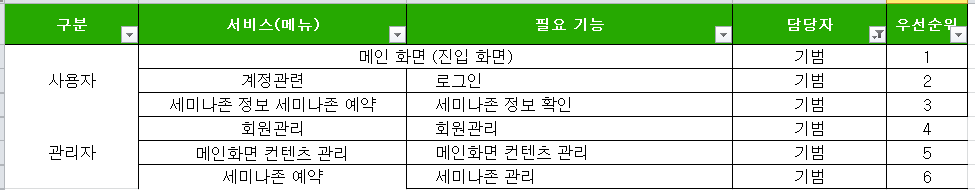 구분 서비스(메뉴) 필요 기능 담당자 우선순위
메인 화면 (진입 화면) 기범 1
사용자 계정관련 로그인 기범 2
세미나존 정보 세미나존 예약 세미나존 정보 확인 기범 3
회원관리 회원관리 기범 4
관리자 메인화면 컨텐츠 관리 메인화면 컨텐츠 관리 기범 5
세미나존 예약 세미나존 관리 기범 6